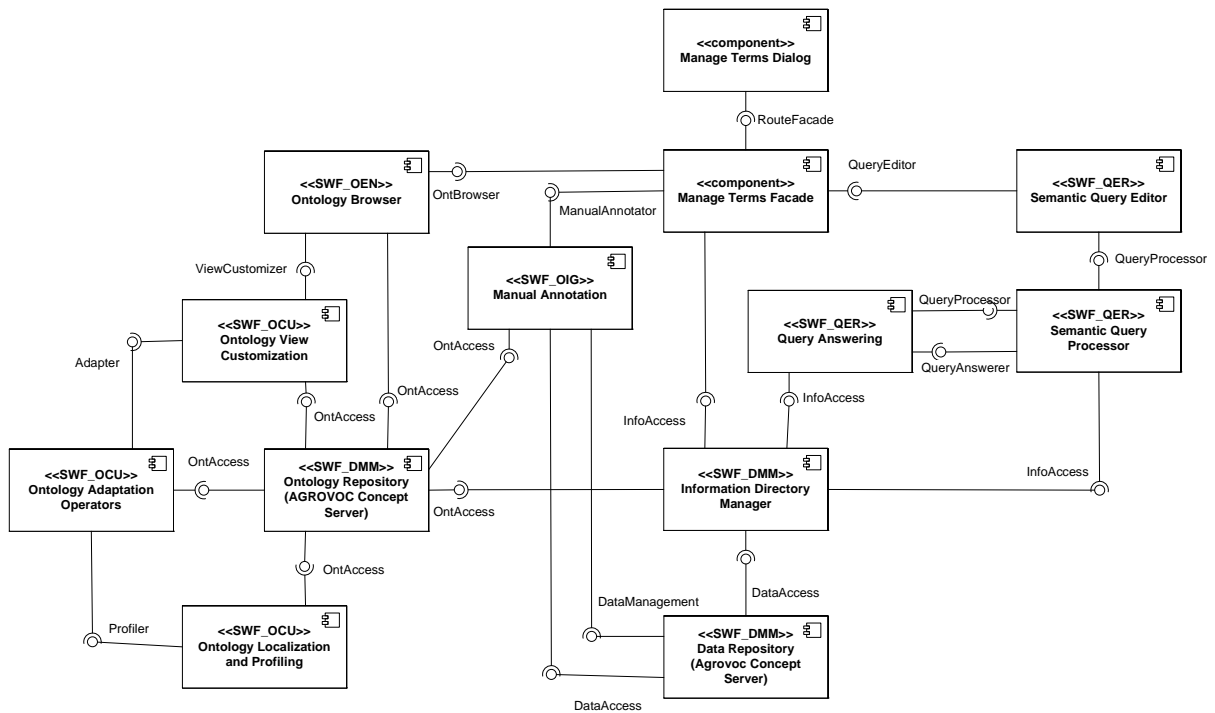 <<component>>
Manage Terms Dialog
RouteFacade
<<SWF_OEN>>
Ontology Browser
OntBrowser
<<component>>
Manage Terms Facade
QueryEditor
<<SWF_QER>>
Semantic Query Editor
ManualAnnotator
<<SWF_OIG>>
Manual Annotation
ViewCustomizer
QueryProcessor
<<SWF_OCU>>
Ontology View
Customization
Adapter
OntAccess
<<SWF_QER>>
Query Answering
QueryProcessor
QueryAnswerer
<<SWF_QER>>
Semantic Query
Processor
OntAccess
OntAccess
InfoAccess
InfoAccess
<<SWF_OCU>>
Ontology Adaptation
Operators
OntAccess
<<SWF_DMM>>
Ontology Repository
(AGROVOC Concept
Server)
OntAccess
<<SWF_DMM>>
Information Directory
Manager
InfoAccess
OntAccess
DataAccess
Profiler
<<SWF_OCU>>
Ontology Localization
and Profiling
DataManagement
<<SWF_DMM>>
Data Repository
(Agrovoc Concept
Server)
DataAccess